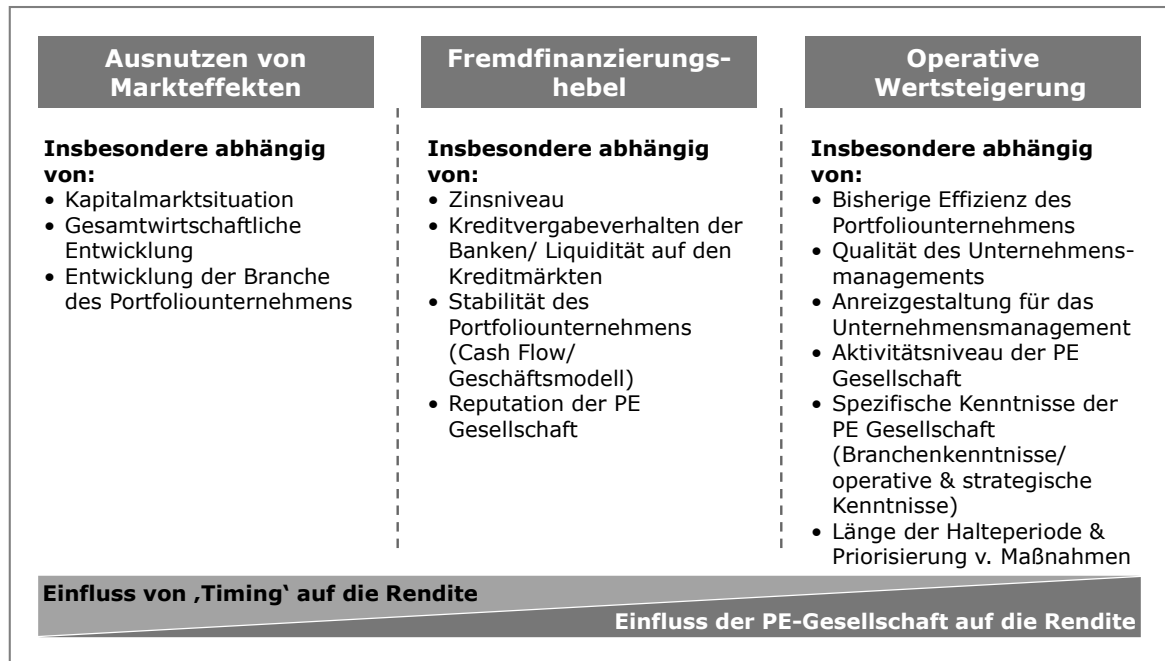 Ausnutzen von
Markteffekten
Insbesondere abhängig
von:
• Kapitalmarktsituation
• Gesamtwirtschaftliche
Entwicklung
• Entwicklung der Branche
des Portfoliounternehmens
Fremdfinanzierungs-
hebel
Insbesondere abhängig
von:
• Zinsniveau
• Kreditvergabeverhalten der
Banken/ Liquidität auf den
Kreditmärkten
• Stabilität des
Portfoliounternehmens
(Cash Flow/
Geschäftsmodell)
• Reputation der PE
Gesellschaft
Operative
Wertsteigerung
Insbesondere abhängig
von:
• Bisherige Effizienz des
Portfoliounternehmens
• Qualität des Unternehmens-
managements
• Anreizgestaltung für das
Unternehmensmanagement
• Aktivitätsniveau der PE
Gesellschaft
• Spezifische Kenntnisse der
PE Gesellschaft
(Branchenkenntnisse/
operative & strategische
Kenntnisse)
• Länge der Halteperiode &
Priorisierung v. Maßnahmen
Einfluss von ‚Timing‘ auf die Rendite
Einfluss der PE-Gesellschaft auf die Rendite